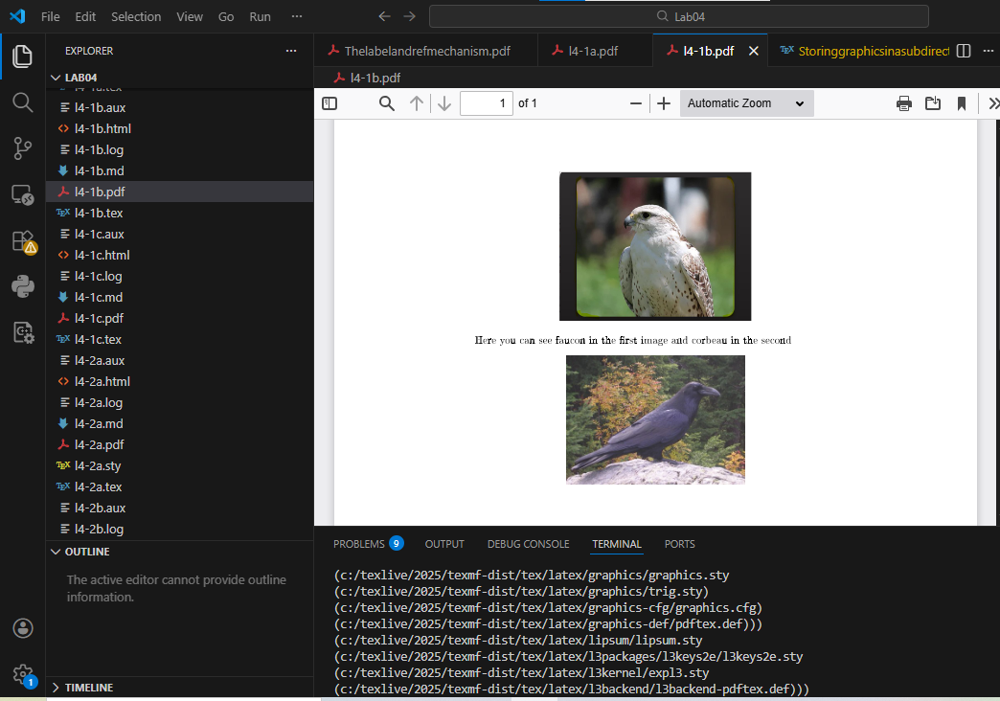 File Edit Selection View Go Run ··· Lab04
EXPLORER ···
LAB04
l4-1b.aux
l4-1b.html
l4-1b.log
l4-1b.md
l4-1b.pdf
l4-1b.tex
l4-1c.aux
l4-1c.html
l4-1c.log
l4-1c.md
l4-1c.pdf
l4-1c.tex
l4-2a.aux
l4-2a.html
l4-2a.log
l4-2a.md
l4-2a.pdf
l4-2a.sty
l4-2a.tex
l4-2b.aux
l4-2b.log
OUTLINE
The active editor cannot provide outline
information.
TIMELINE
1
Thelabelandrefmechanism.pdf l4-1a.pdf l4-1b.pdf Storinggraphicsinasubdirect ···
l4-1b.pdf
1 of 1 Automatic Zoom
Here you can see faucon in the first image and corbeau in the second
PROBLEMS 9 OUTPUT DEBUG CONSOLE TERMINAL PORTS
(c:/texlive/2025/texmf-dist/tex/latex/graphics/graphics.sty
(c:/texlive/2025/texmf-dist/tex/latex/graphics/trig.sty)
(c:/texlive/2025/texmf-dist/tex/latex/graphics-cfg/graphics.cfg)
(c:/texlive/2025/texmf-dist/tex/latex/graphics-def/pdftex.def)))
(c:/texlive/2025/texmf-dist/tex/latex/lipsum/lipsum.sty
(c:/texlive/2025/texmf-dist/tex/latex/l3packages/l3keys2e/l3keys2e.sty
(c:/texlive/2025/texmf-dist/tex/latex/l3kernel/expl3.sty
(c:/texlive/2025/texmf-dist/tex/latex/l3backend/l3backend-pdftex.def)))